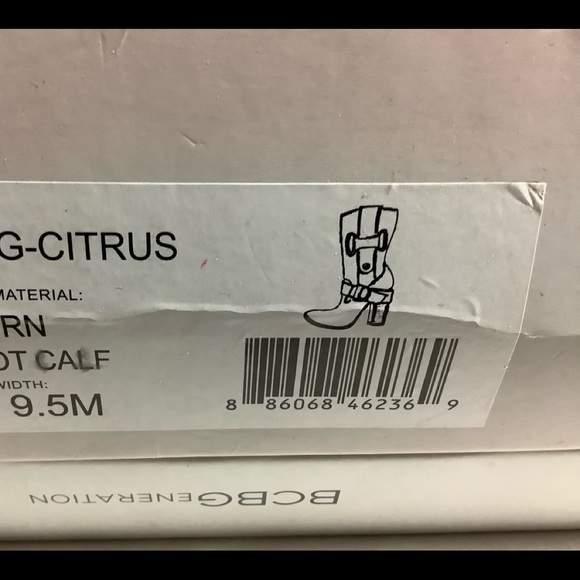 G-CITRUS
MATERIAL:
RN
OT CALF
WIDTH:
9.5M
8 86068 46236 9
BCBGENERATION